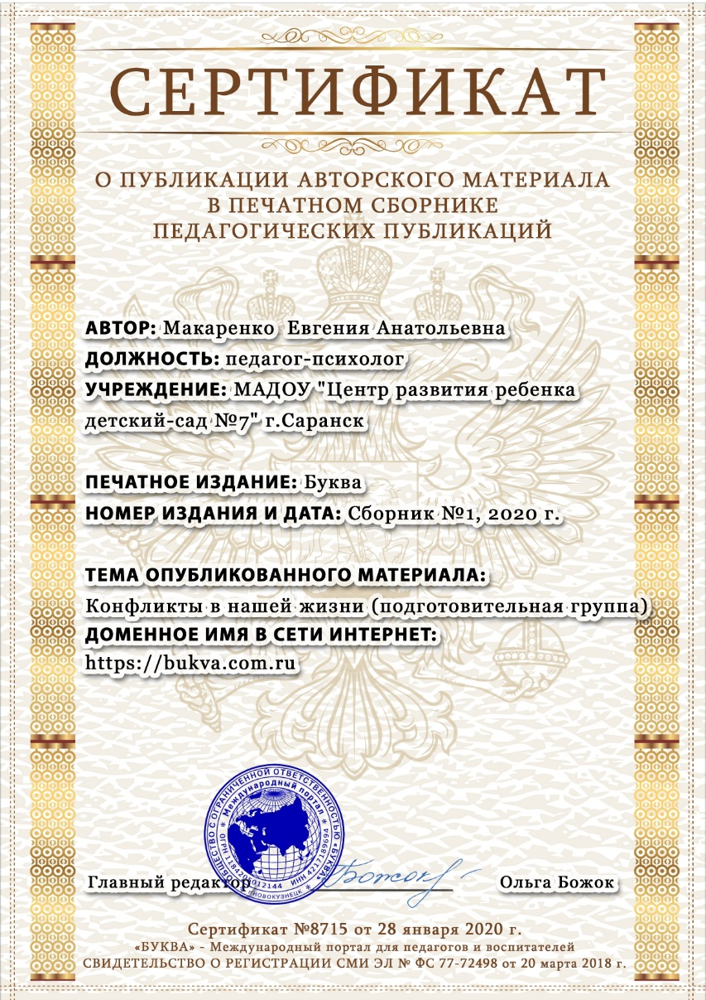 СЕРТИФИКАТ
О ПУБЛИКАЦИИ АВТОРСКОГО МАТЕРИАЛА
В ПЕЧАТНОМ СБОРНИКЕ
ПЕДАГОГИЧЕСКИХ ПУБЛИКАЦИЙ
АВТОР: Макаренко Евгения Анатольевна
ДОЛЖНОСТЬ: педагог-психолог
УЧРЕЖДЕНИЕ: МАДОУ "Центр развития ребенка
детский-сад №7" г.Саранск
ПЕЧАТНОЕ ИЗДАНИЕ: Буква
НОМЕР ИЗДАНИЯ И ДАТА: Сборник №1, 2020 г.
ТЕМА ОПУБЛИКОВАННОГО МАТЕРИАЛА:
Конфликты в нашей жизни (подготовительная группа)
ДОМЕННОЕ ИМЯ В СЕТИ ИНТЕРНЕТ:
https://bukva.com.ru
ОБЩЕСТВО С ОГРАНИЧЕННОЙ ОТВЕТСТВЕННОСТЬЮ «БУКВА»
Международный портал
ИНН 4217189694
НОВОКУЗНЕЦК
Главный редактор Божок Ольга Божок
Сертификат №8715 от 28 января 2020 г.
«БУКВА» - Международный портал для педагогов и воспитателей
СВИДЕТЕЛЬСТВО О РЕГИСТРАЦИИ СМИ ЭЛ № ФС 77-72498 от 20 марта 2018 г.